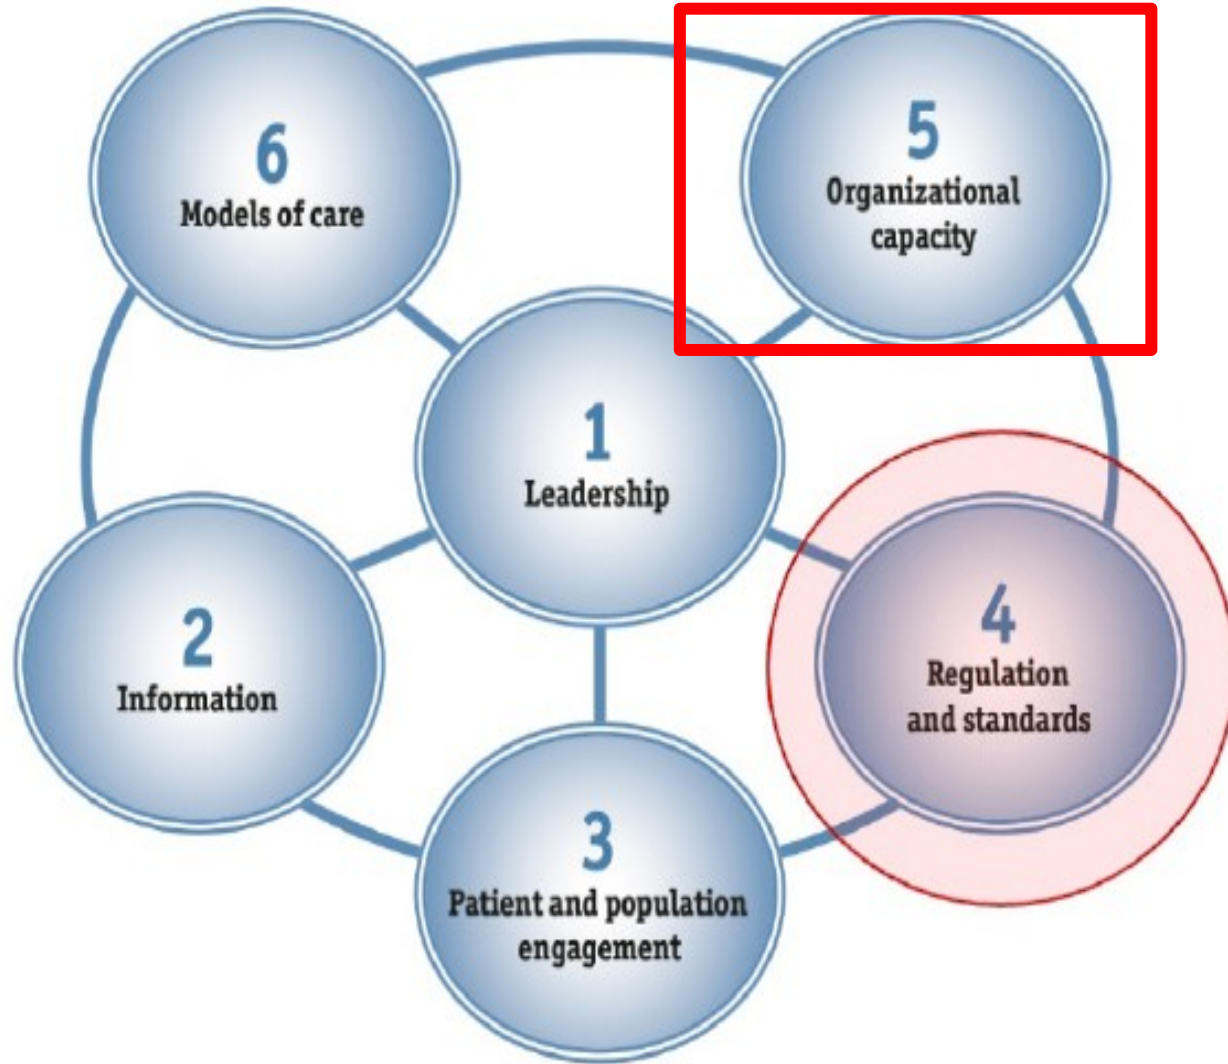 6
Models of care
5
Organizational
capacity
1
Leadership
2
Information
4
Regulation
and standards
3
Patient and population
engagement